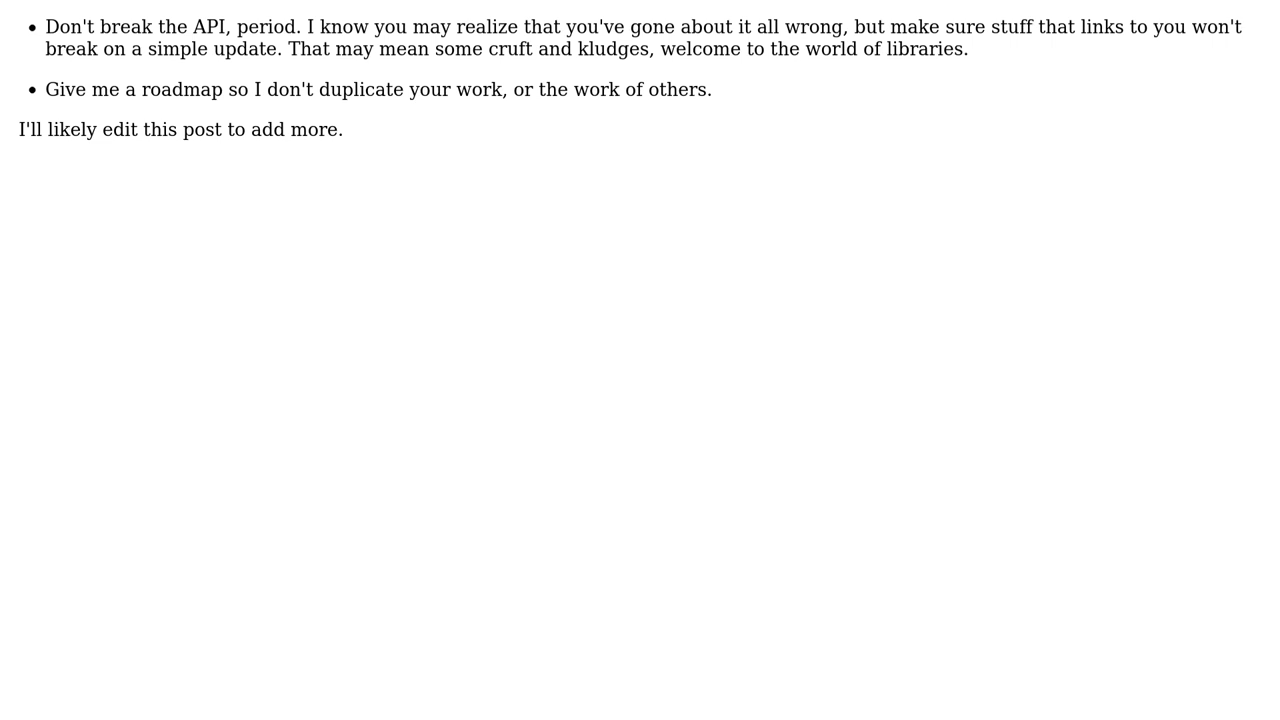 • Don't break the API, period. I know you may realize that you've gone about it all wrong, but make sure stuff that links to you won't
break on a simple update. That may mean some cruft and kludges, welcome to the world of libraries.
• Give me a roadmap so I don't duplicate your work, or the work of others.
I'll likely edit this post to add more.